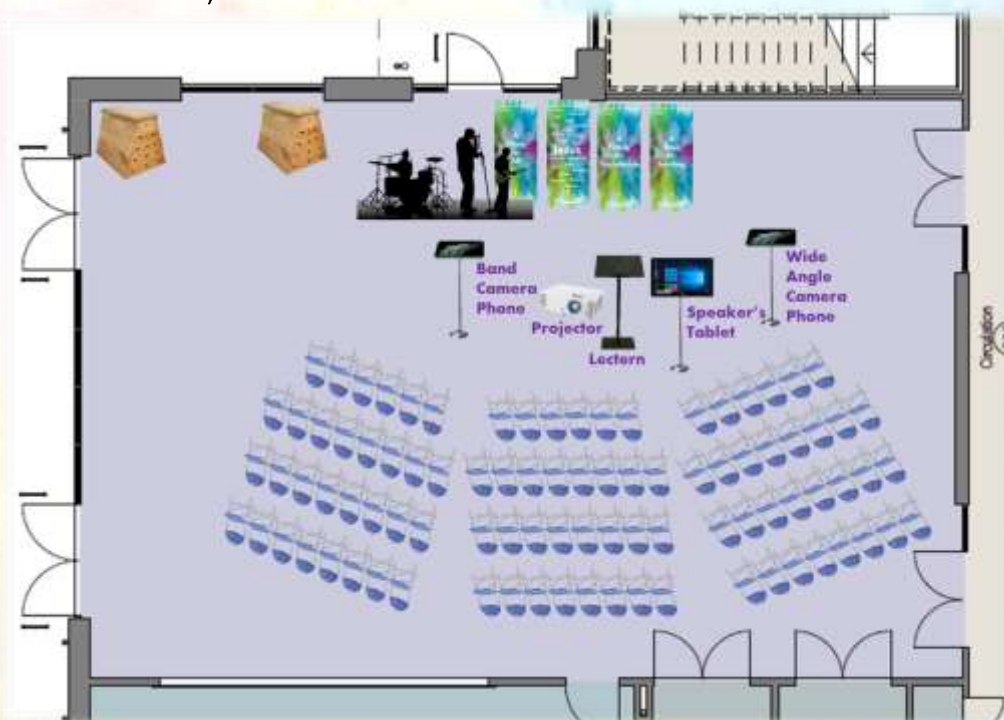 Band
Camera
Phone
Projector
Lectern
Speaker's
Tablet
Wide
Angle
Camera
Phone
Circulation